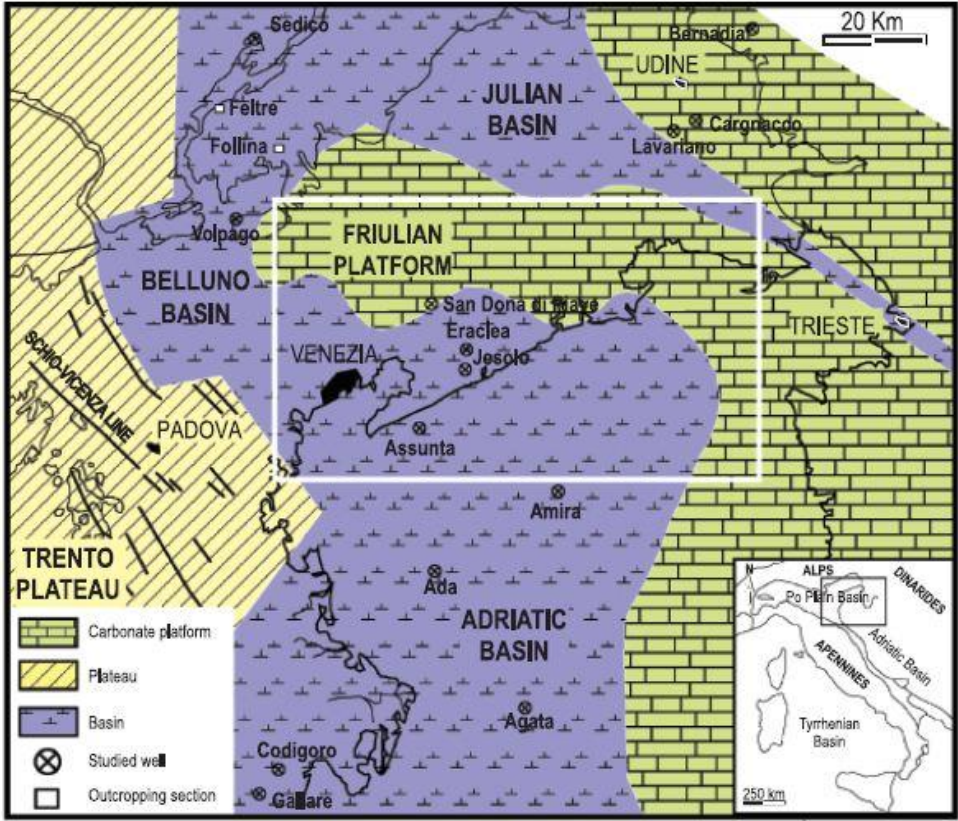 Sedico
Bernadia
20 Km
UDINE
JULIAN
BASIN
Feltre
Cargnacco
Follina
Lavariano
Volpago
FRIULIAN
PLATFORM
BELLUNO
BASIN
San Dona di Piave
TRIESTE
Eraclea
VENEZIA
Jesolo
SCHIO-VICENZA LINE
PADOVA
Assunta
Amira
TRENTO
PLATEAU
Ada
ADRIATIC
BASIN
Agata
Codigoro
Gallare
Carbonate platform
Plateau
Basin
Studied well
Outcropping section
N
ALPS
DINARIDES
Po Plain Basin
Adriatic Basin
APENNINES
Tyrrhenian
Basin
250 km